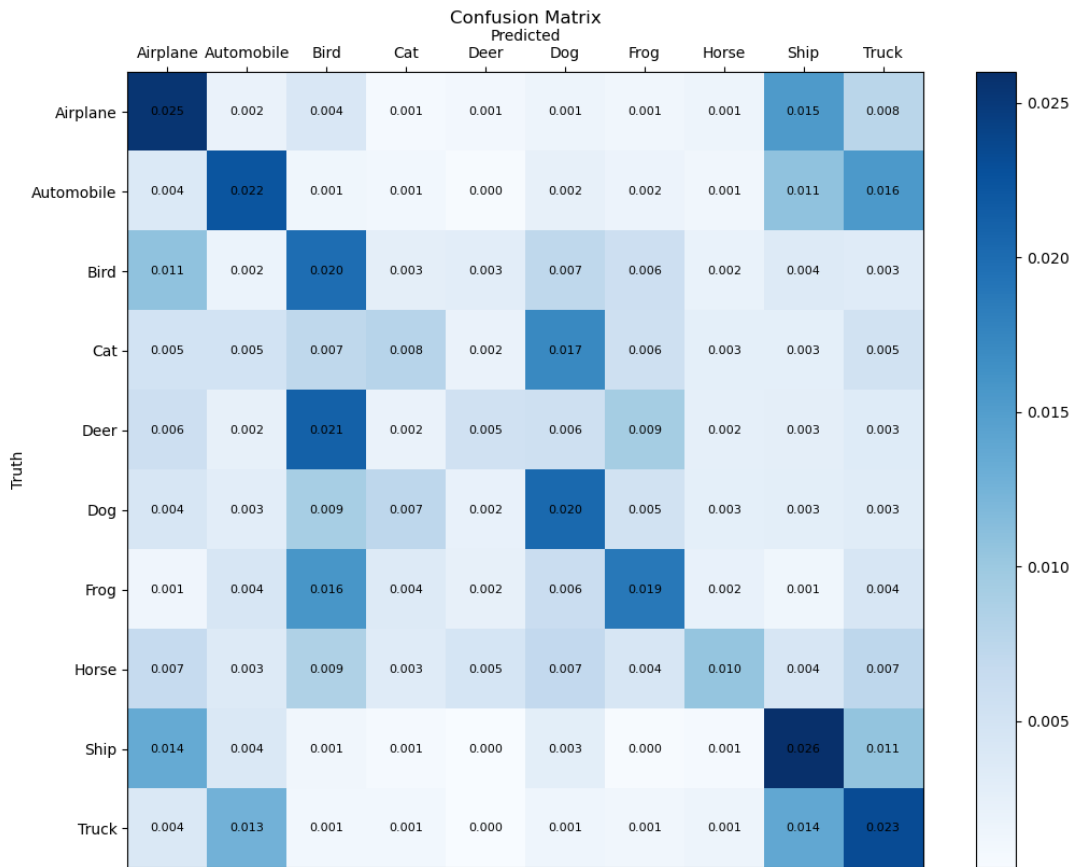 Confusion Matrix
Predicted
Airplane Automobile Bird Cat Deer Dog Frog Horse Ship Truck
Airplane 0.025 0.002 0.004 0.001 0.001 0.001 0.001 0.001 0.015 0.008
Automobile 0.004 0.022 0.001 0.001 0.000 0.002 0.002 0.001 0.011 0.016
Bird 0.011 0.002 0.020 0.003 0.003 0.007 0.006 0.002 0.004 0.003
Cat 0.005 0.005 0.007 0.008 0.002 0.017 0.006 0.003 0.003 0.005
Deer 0.006 0.002 0.021 0.002 0.005 0.006 0.009 0.002 0.003 0.003
Dog 0.004 0.003 0.009 0.007 0.002 0.020 0.005 0.003 0.003 0.003
Frog 0.001 0.004 0.016 0.004 0.002 0.006 0.019 0.002 0.001 0.004
Horse 0.007 0.003 0.009 0.003 0.005 0.007 0.004 0.010 0.004 0.007
Ship 0.014 0.004 0.001 0.001 0.000 0.003 0.000 0.001 0.026 0.011
Truck 0.004 0.013 0.001 0.001 0.000 0.001 0.001 0.001 0.014 0.023
Truth
0.025
0.020
0.015
0.010
0.005